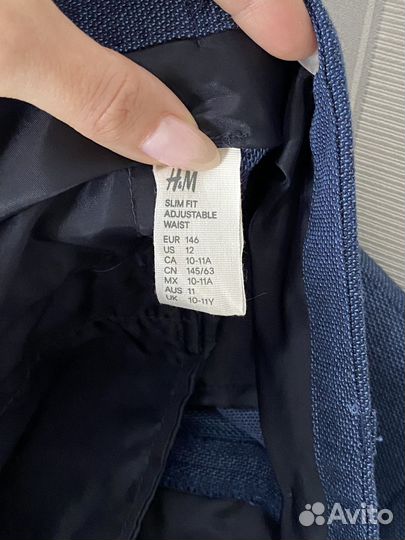 H&M
SLIM FIT
ADJUSTABLE
WAIST
EUR 146
US 12
CA 10-11A
CN 145/63
MX 10-11A
AUS 11
UK 10-11Y
Avito